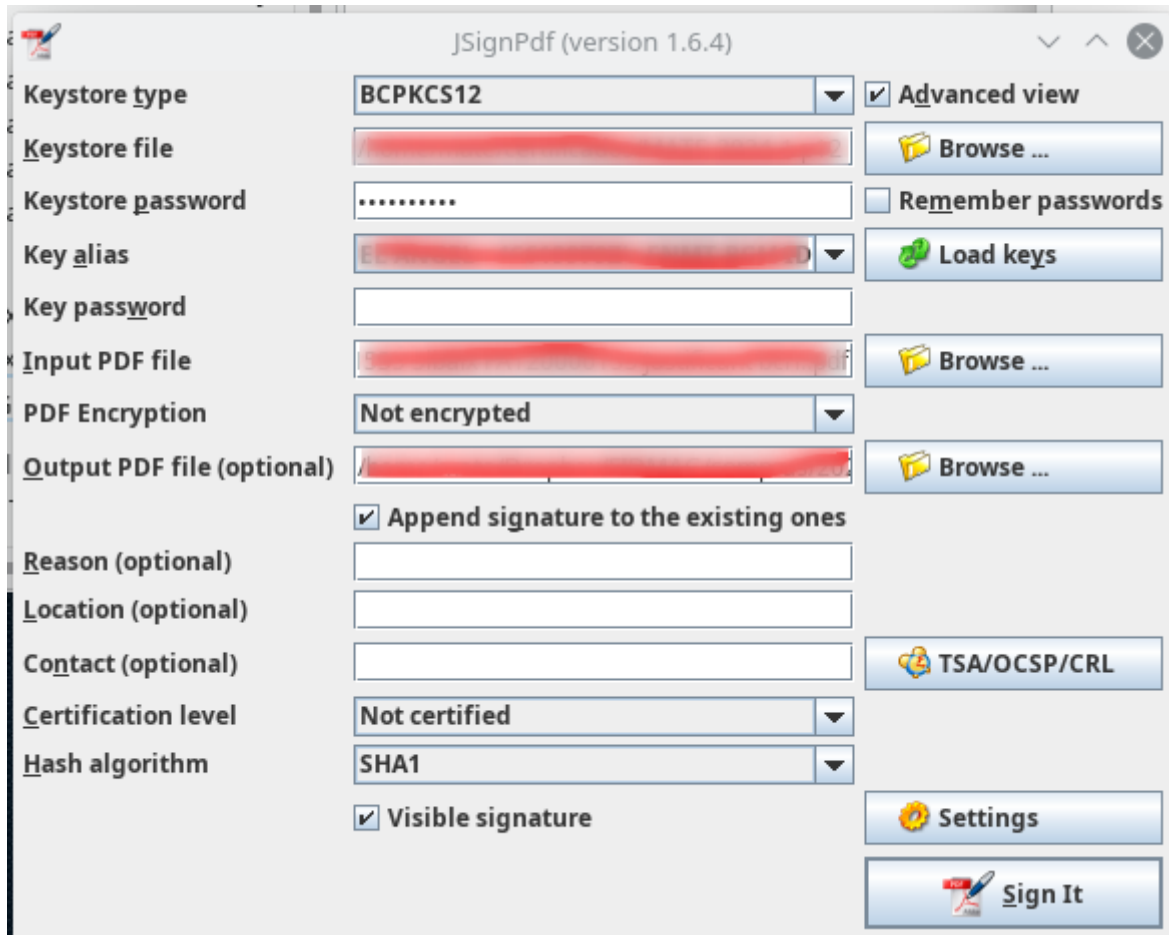 JSignPdf (version 1.6.4)
Keystore type BCPKCS12 Advanced view
Keystore file Browse ...
Keystore password •••••••••• Remember passwords
Key alias Load keys
Key password
Input PDF file Browse ...
PDF Encryption Not encrypted
Output PDF file (optional) Browse ...
Append signature to the existing ones
Reason (optional)
Location (optional)
Contact (optional) TSA/OCSP/CRL
Certification level Not certified
Hash algorithm SHA1
Visible signature Settings
Sign It